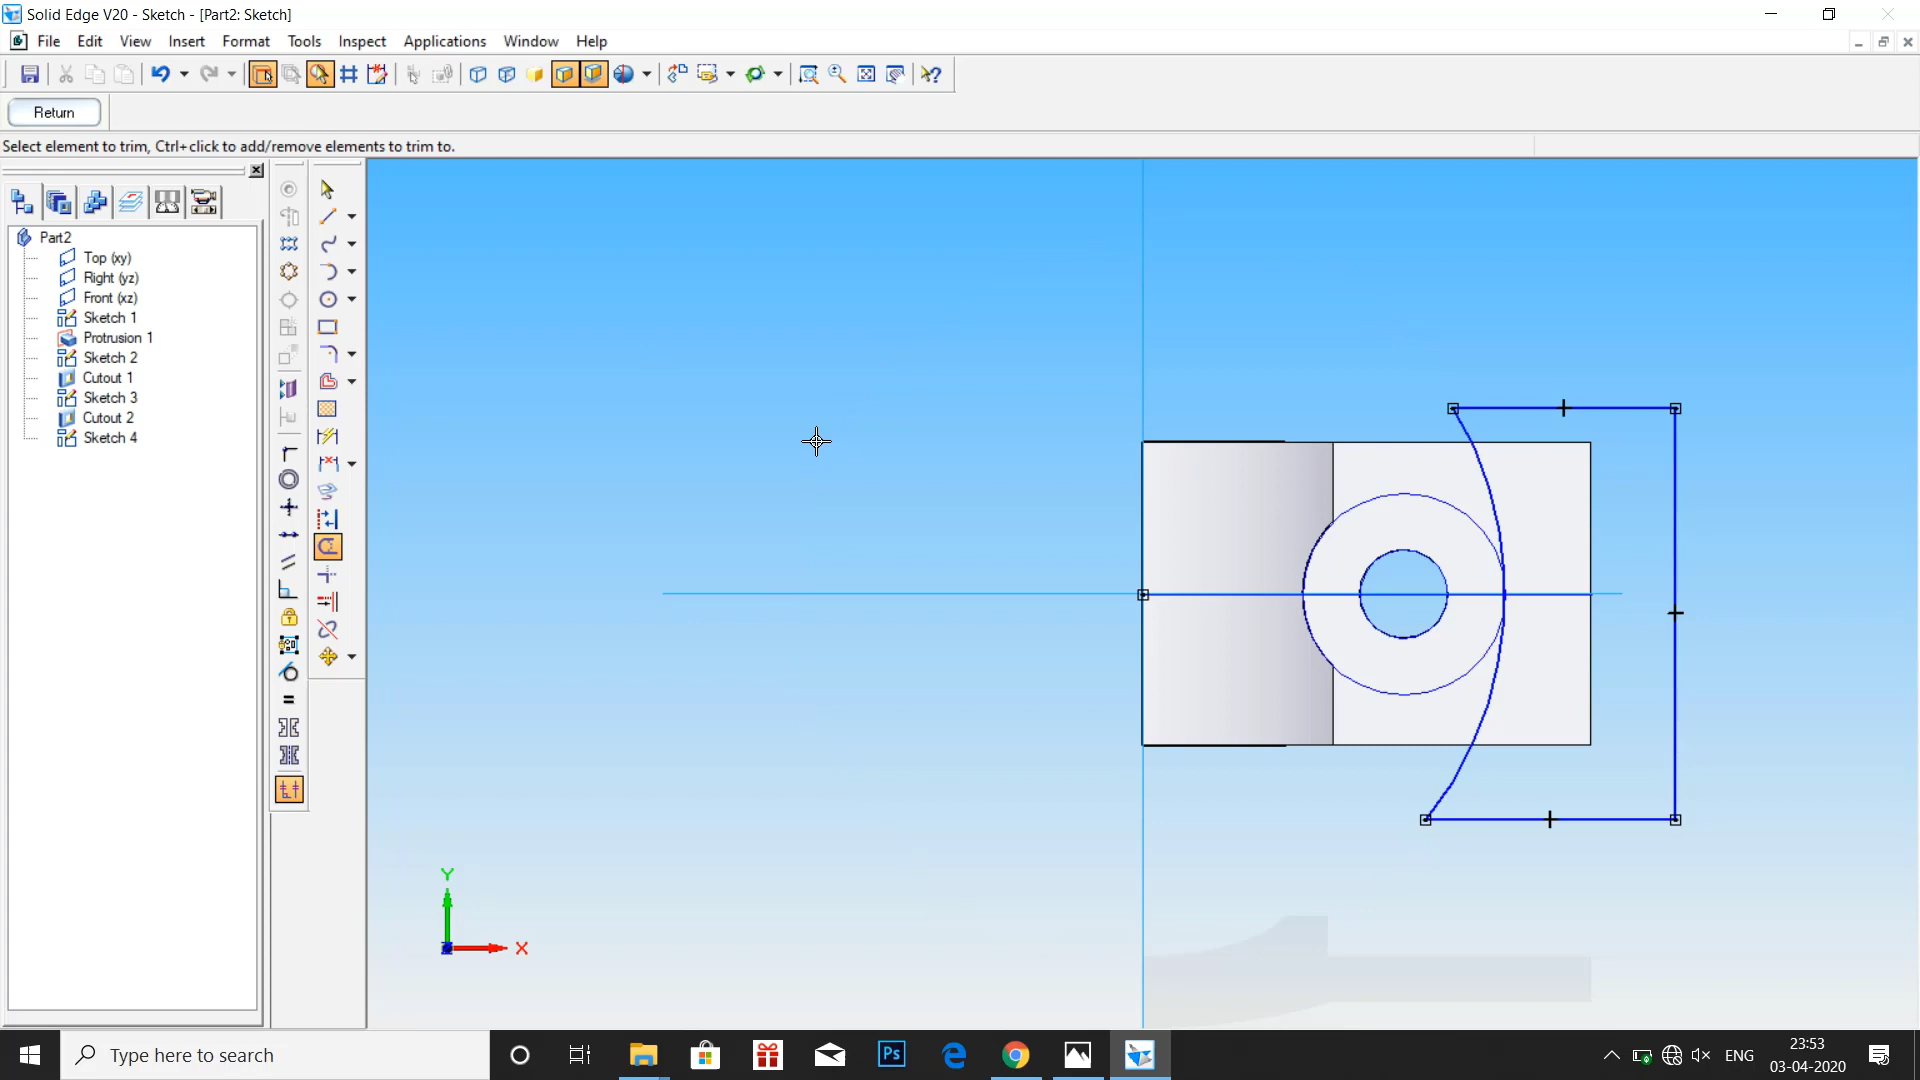 Solid Edge V20 - Sketch - [Part2: Sketch]
File Edit View Insert Format Tools Inspect Applications Window Help
Return
Select element to trim, Ctrl+click to add/remove elements to trim to.
Part2
Top (xy)
Right (yz)
Front (xz)
Sketch 1
Protrusion 1
Sketch 2
Cutout 1
Sketch 3
Cutout 2
Sketch 4
Y
X
Type here to search
Ps
ENG
23:53
03-04-2020